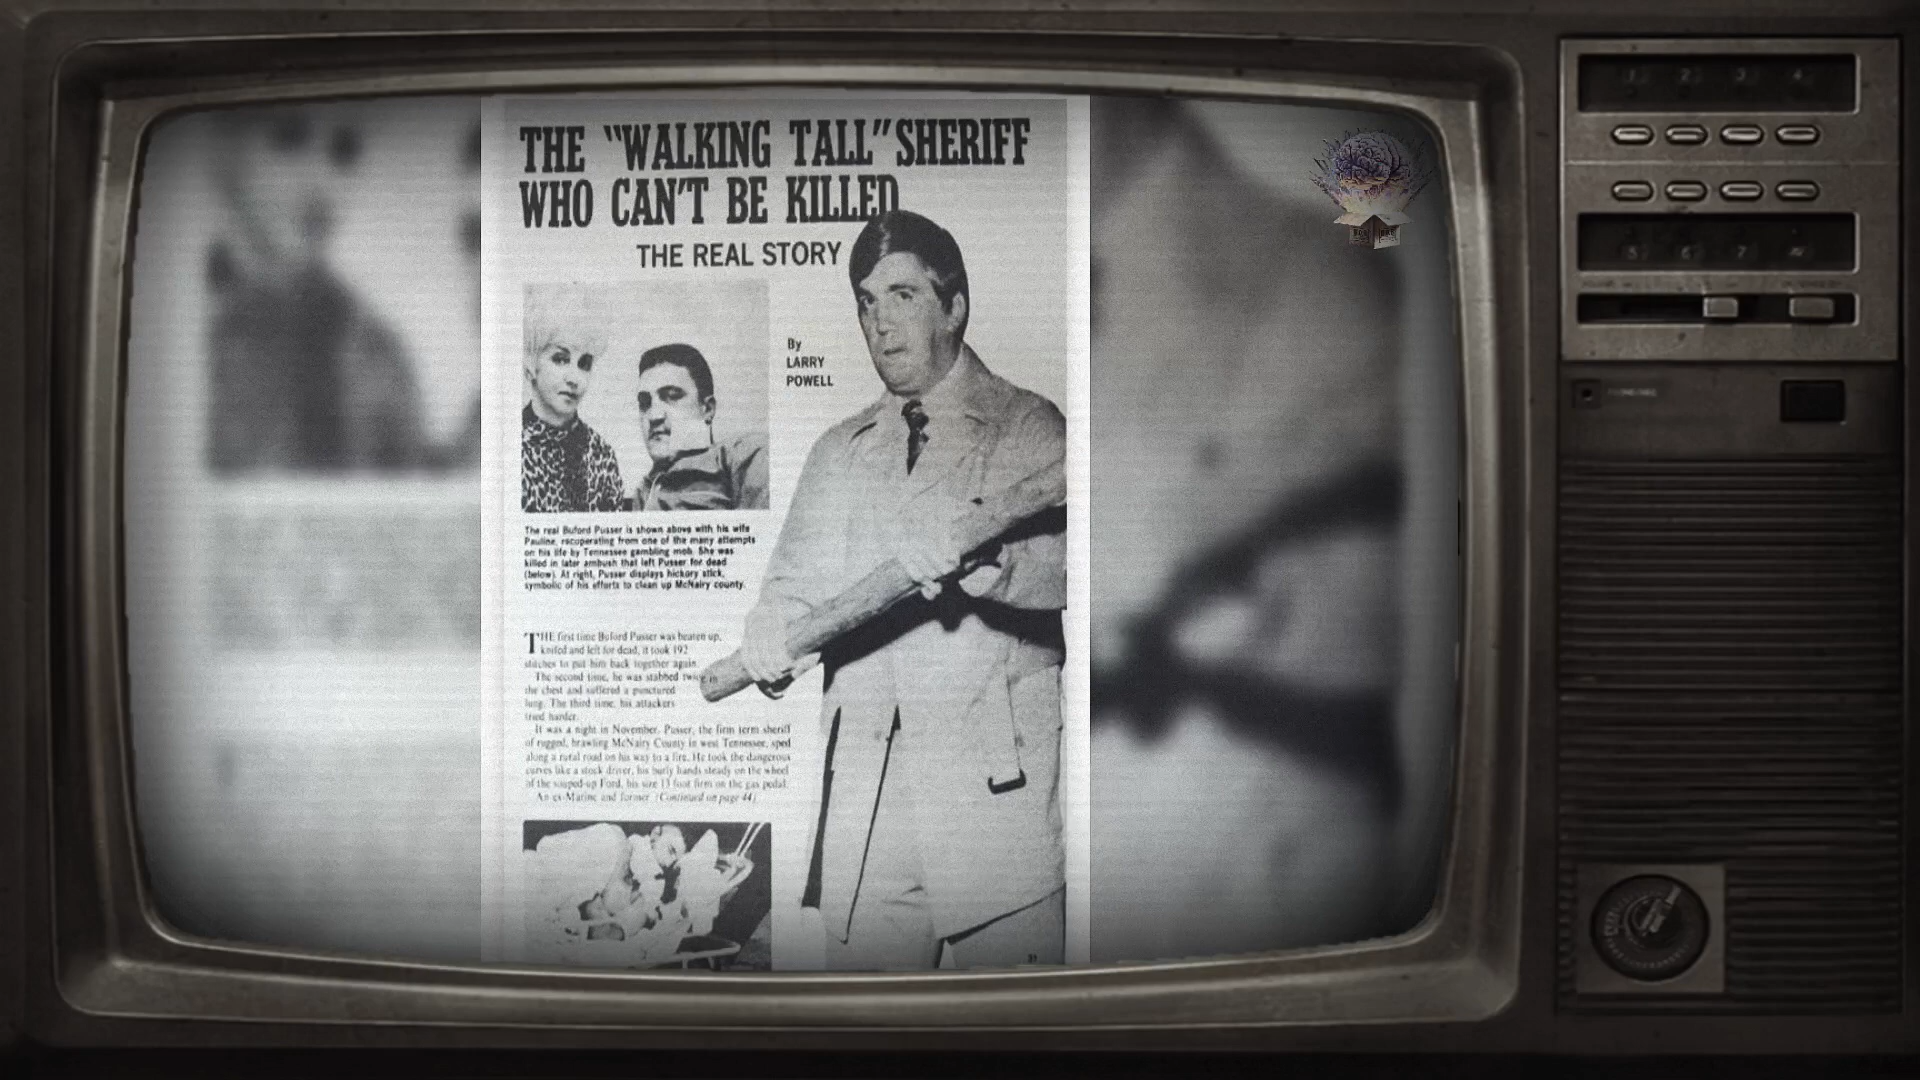 THE "WALKING TALL" SHERIFF
WHO CAN'T BE KILLED
THE REAL STORY
By
LARRY
POWELL
The real Buford Pusser is shown above with his wife
Pauline, recuperating from one of the many attempts
on his life by Tennessee gambling mob. She was
killed in later ambush that left Pusser for dead
(below). At right, Pusser displays hickory stick,
symbolic of his efforts to clean up McNairy county.
THE first time Buford Pusser was beaten up,
knifed and left for dead, it took 192
stitches to put him back together again.
The second time, he was stabbed twice in
the chest and suffered a punctured
lung. The third time, his attackers
tried harder.
It was a night in November. Pusser, the firm term sheriff
of rugged, brawling McNairy County in west Tennessee, sped
along a rural road on his way to a fire. He took the dangerous
curves like a stock driver, his burly hands steady on the wheel
of the souped-up Ford, his size 13 foot firm on the gas pedal.
An ex-Marine and former (Continued on page 44)
1 2 3 4
5 6 7